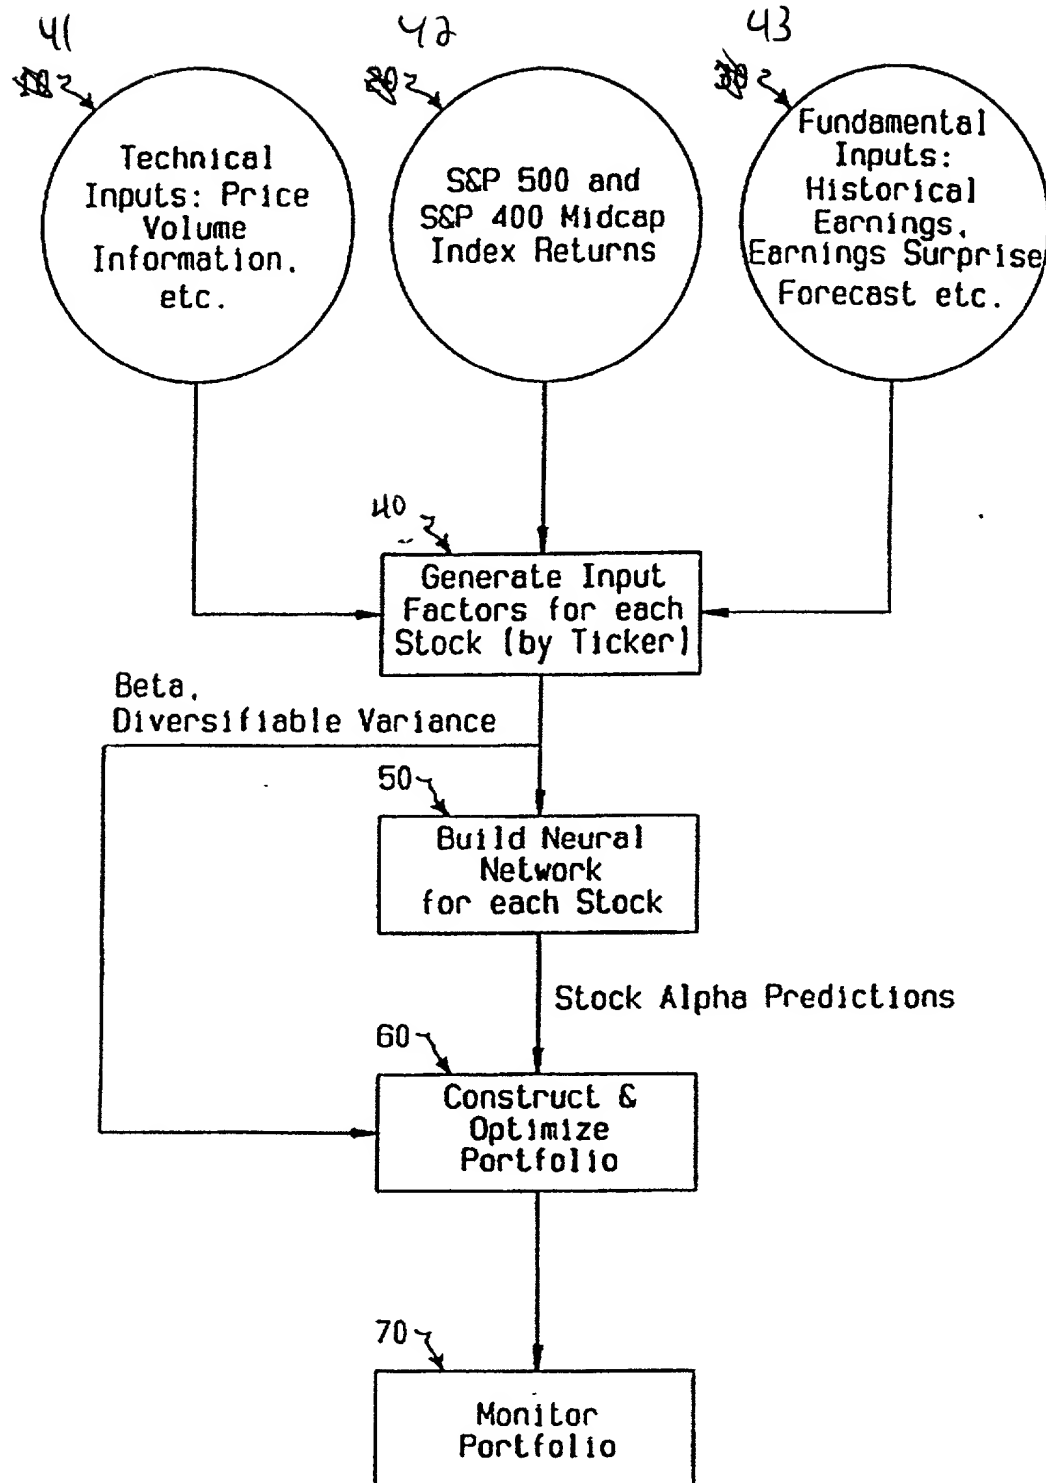 41
42
43
Technical
Inputs: Price
Volume
Information,
etc.
S&P 500 and
S&P 400 Midcap
Index Returns
Fundamental
Inputs:
Historical
Earnings,
Earnings Surprise
Forecast etc.
40
Generate Input
Factors for each
Stock (by Ticker)
Beta,
Diversifiable Variance
50
Build Neural
Network
for each Stock
Stock Alpha Predictions
60
Construct &
Optimize
Portfolio
70
Monitor
Portfolio